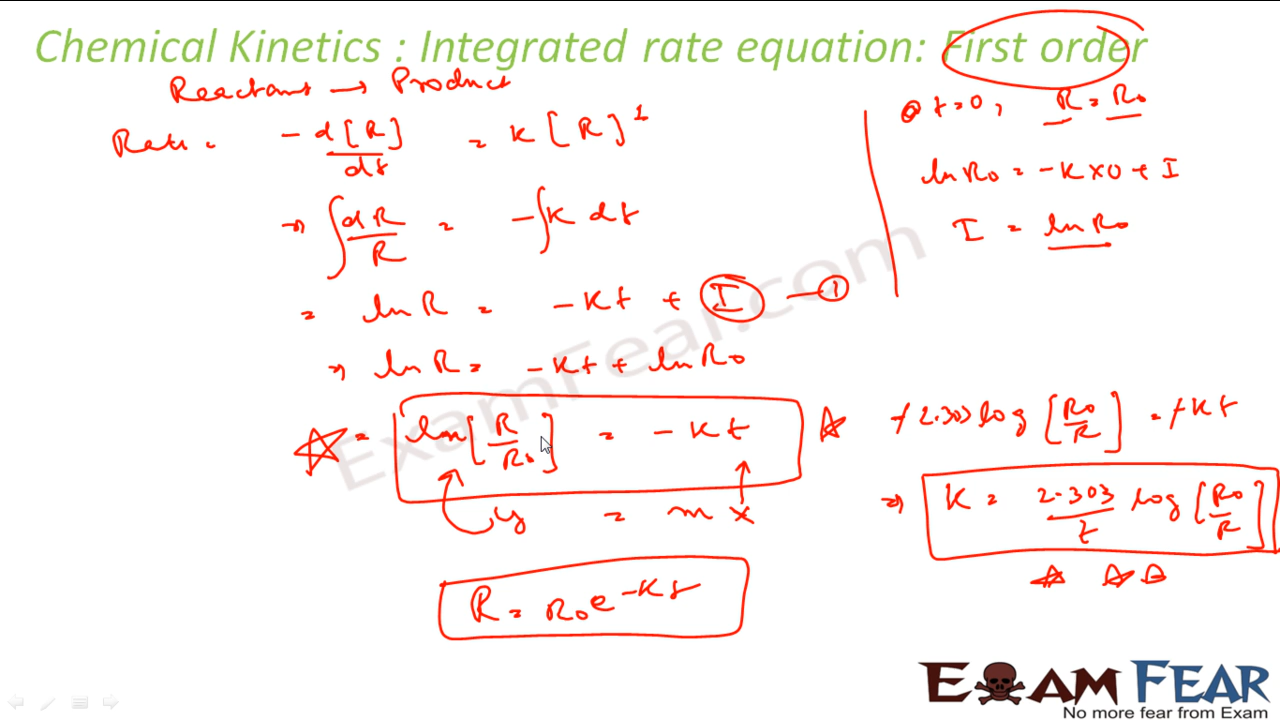 Chemical Kinetics : Integrated rate equation: First order
Reactant → Product
Rate = -d[R]/dt = K[R]¹
⇒ ∫dR/R = -∫K dt
= ln R = -Kt + I —①
⇒ ln R = -Kt + ln R₀
= ln[R/R₀] = -Kt
y = mx
R = R₀e^-Kt
@ t=0, R = R₀
ln R₀ = -K×0 + I
I = ln R₀
-2.303 log [R₀/R] = -Kt
⇒ K = 2.303/t log [R₀/R]
ExamFear.com
EXAM FEAR
No more fear from Exam